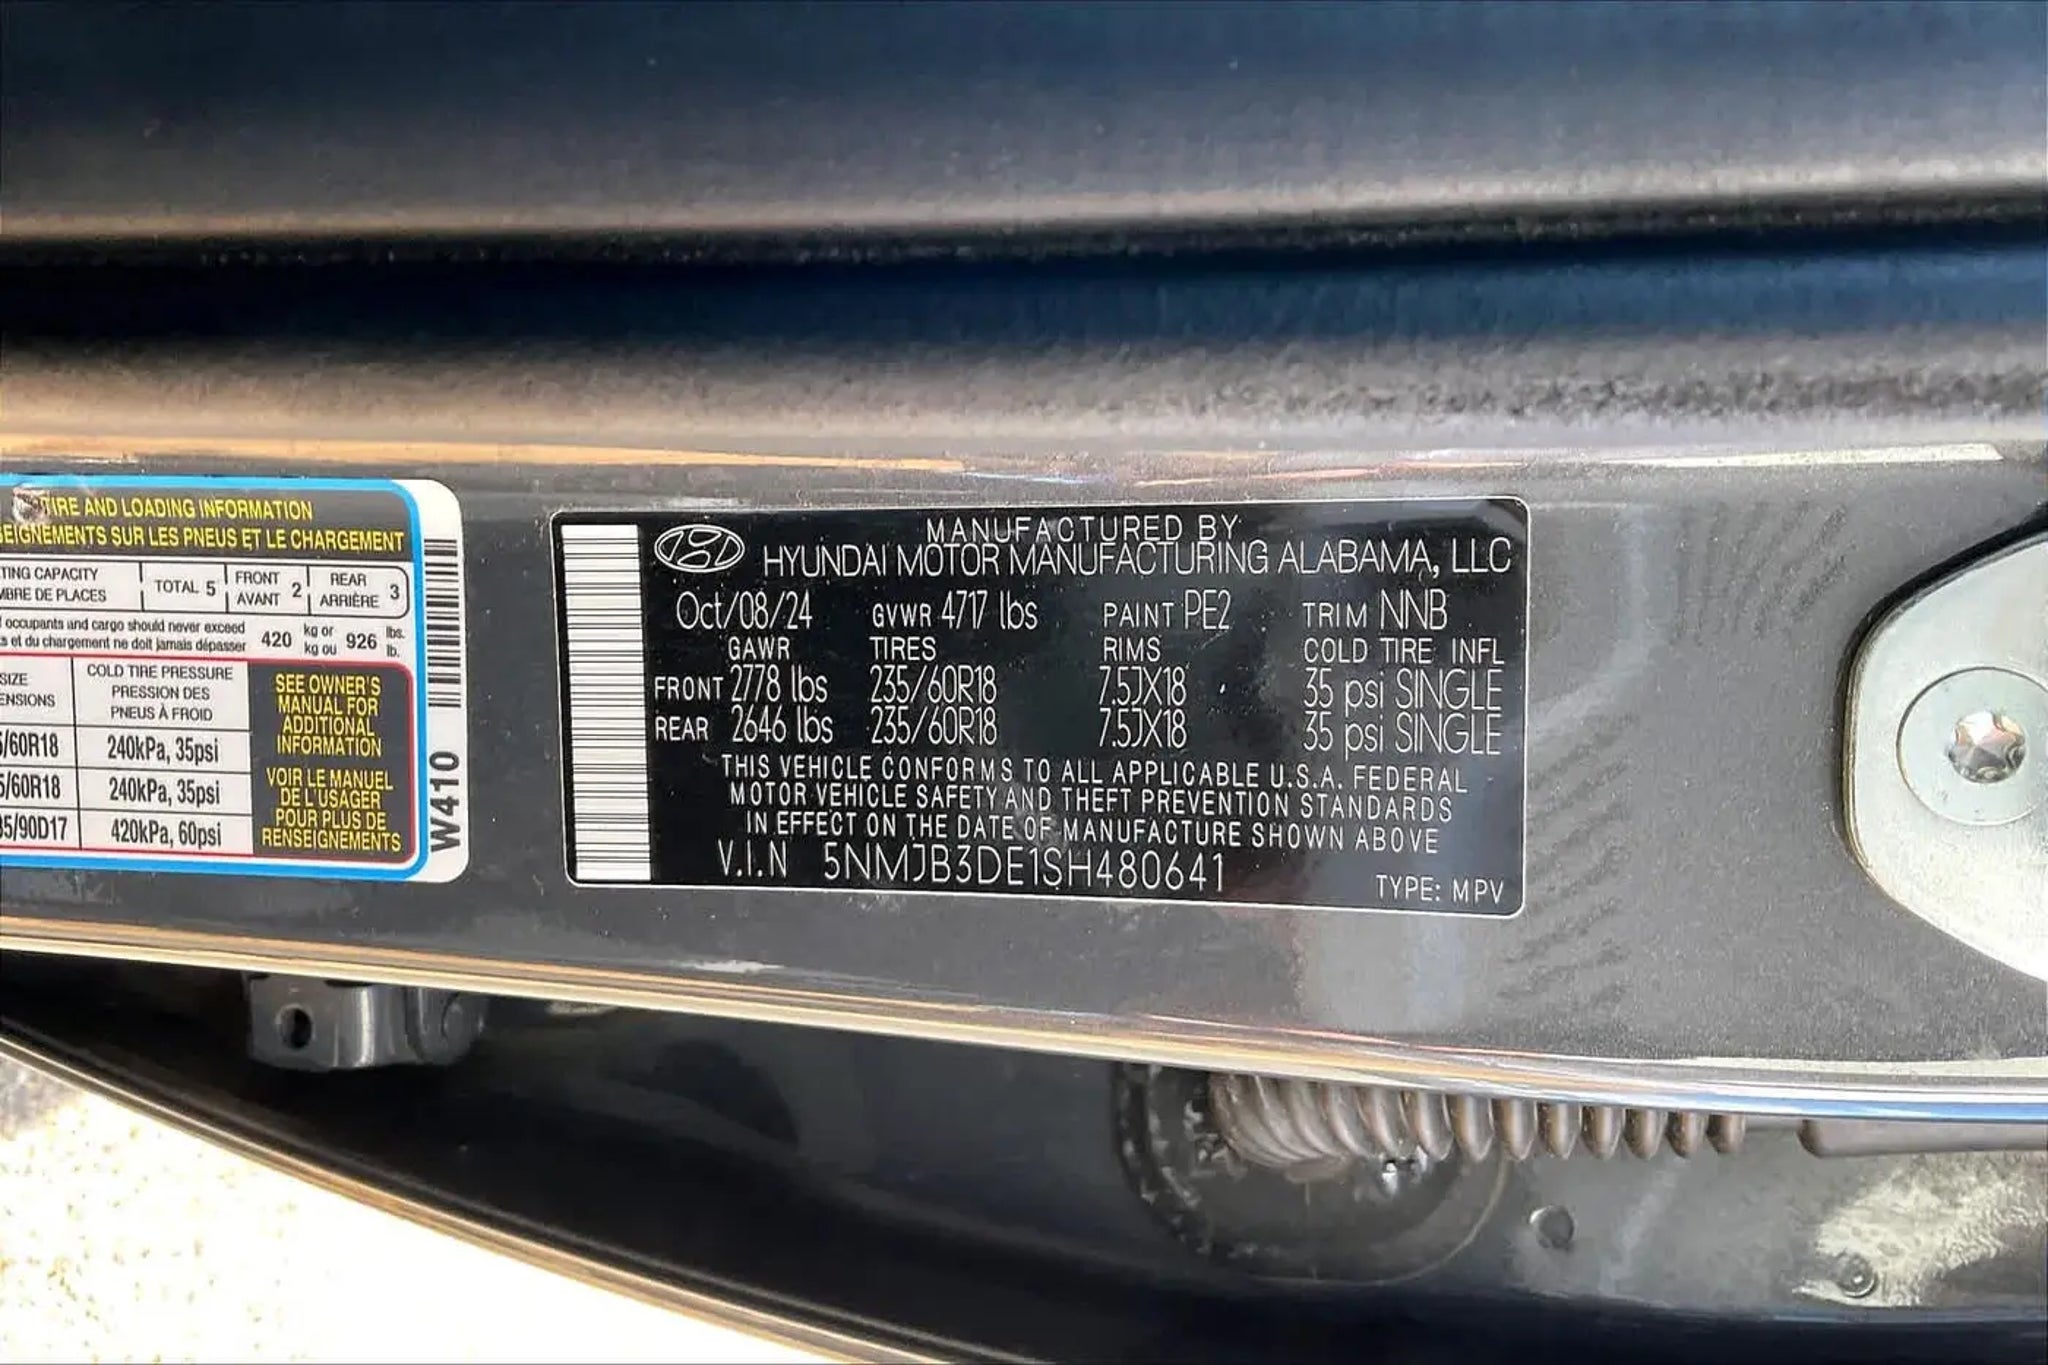 TIRE AND LOADING INFORMATION
SUR LES PNEUS ET LE CHARGEMENT
CAPACITY TOTAL 5 FRONT 2 REAR 3
DE PLACES AVANT ARRIÈRE
occupants and cargo should never exceed 420 kg or 926 lbs.
et du chargement ne doit jamais dépasser kg ou lb.
SIZE COLD TIRE PRESSURE
PRESSION DES
PNEUS À FROID
/60R18 240kPa, 35psi
/60R18 240kPa, 35psi
5/90D17 420kPa, 60psi
SEE OWNER'S
MANUAL FOR
ADDITIONAL
INFORMATION
VOIR LE MANUEL
DE L'USAGER
POUR PLUS DE
RENSEIGNEMENTS
W410
MANUFACTURED BY
HYUNDAI MOTOR MANUFACTURING ALABAMA, LLC
Oct/08/24 GVWR 4717 lbs PAINT PE2 TRIM NNB
GAWR TIRES RIMS COLD TIRE INFL
FRONT 2778 lbs 235/60R18 7.5JX18 35 psi SINGLE
REAR 2646 lbs 235/60R18 7.5JX18 35 psi SINGLE
THIS VEHICLE CONFORMS TO ALL APPLICABLE U.S.A. FEDERAL
MOTOR VEHICLE SAFETY AND THEFT PREVENTION STANDARDS
IN EFFECT ON THE DATE OF MANUFACTURE SHOWN ABOVE
V.I.N 5NMJB3DE1SH480641
TYPE: MPV